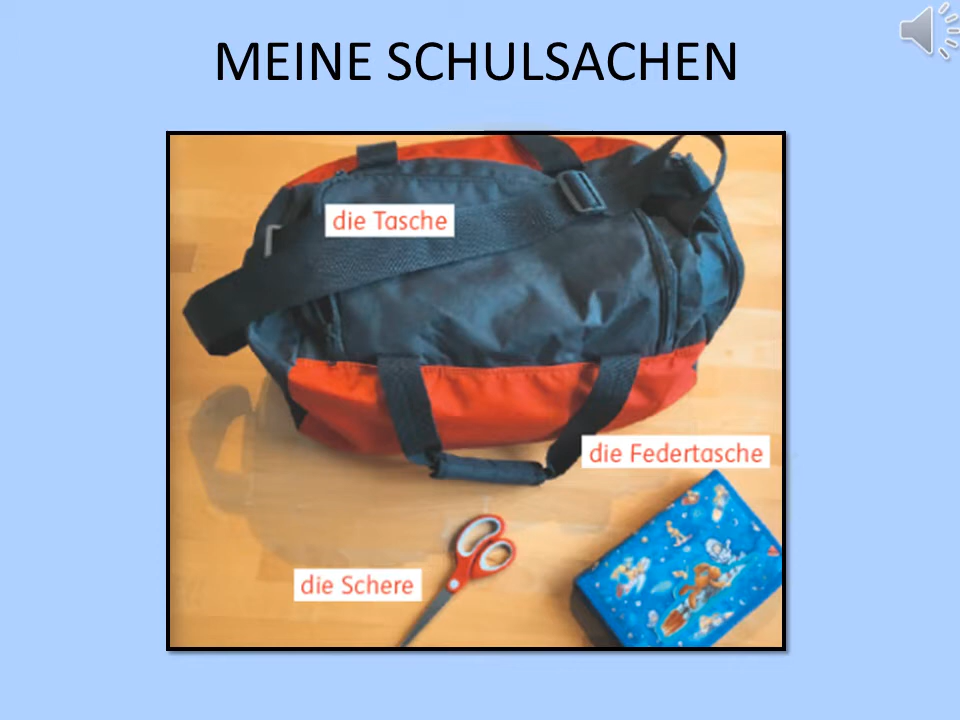 MEINE SCHULSACHEN
die Tasche
die Federtasche
die Schere